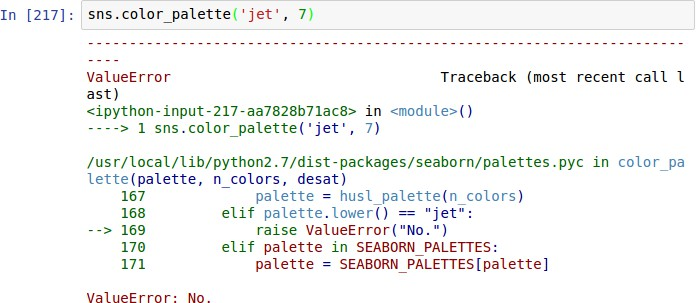 In [217]: sns.color_palette('jet', 7)
---------------------------------------------------------------------------
----
ValueError                                Traceback (most recent call l
ast)
<ipython-input-217-aa7828b71ac8> in <module>()
----> 1 sns.color_palette('jet', 7)
/usr/local/lib/python2.7/dist-packages/seaborn/palettes.pyc in color_pa
lette(palette, n_colors, desat)
    167             palette = husl_palette(n_colors)
    168         elif palette.lower() == "jet":
--> 169             raise ValueError("No.")
    170         elif palette in SEABORN_PALETTES:
    171             palette = SEABORN_PALETTES[palette]
ValueError: No.